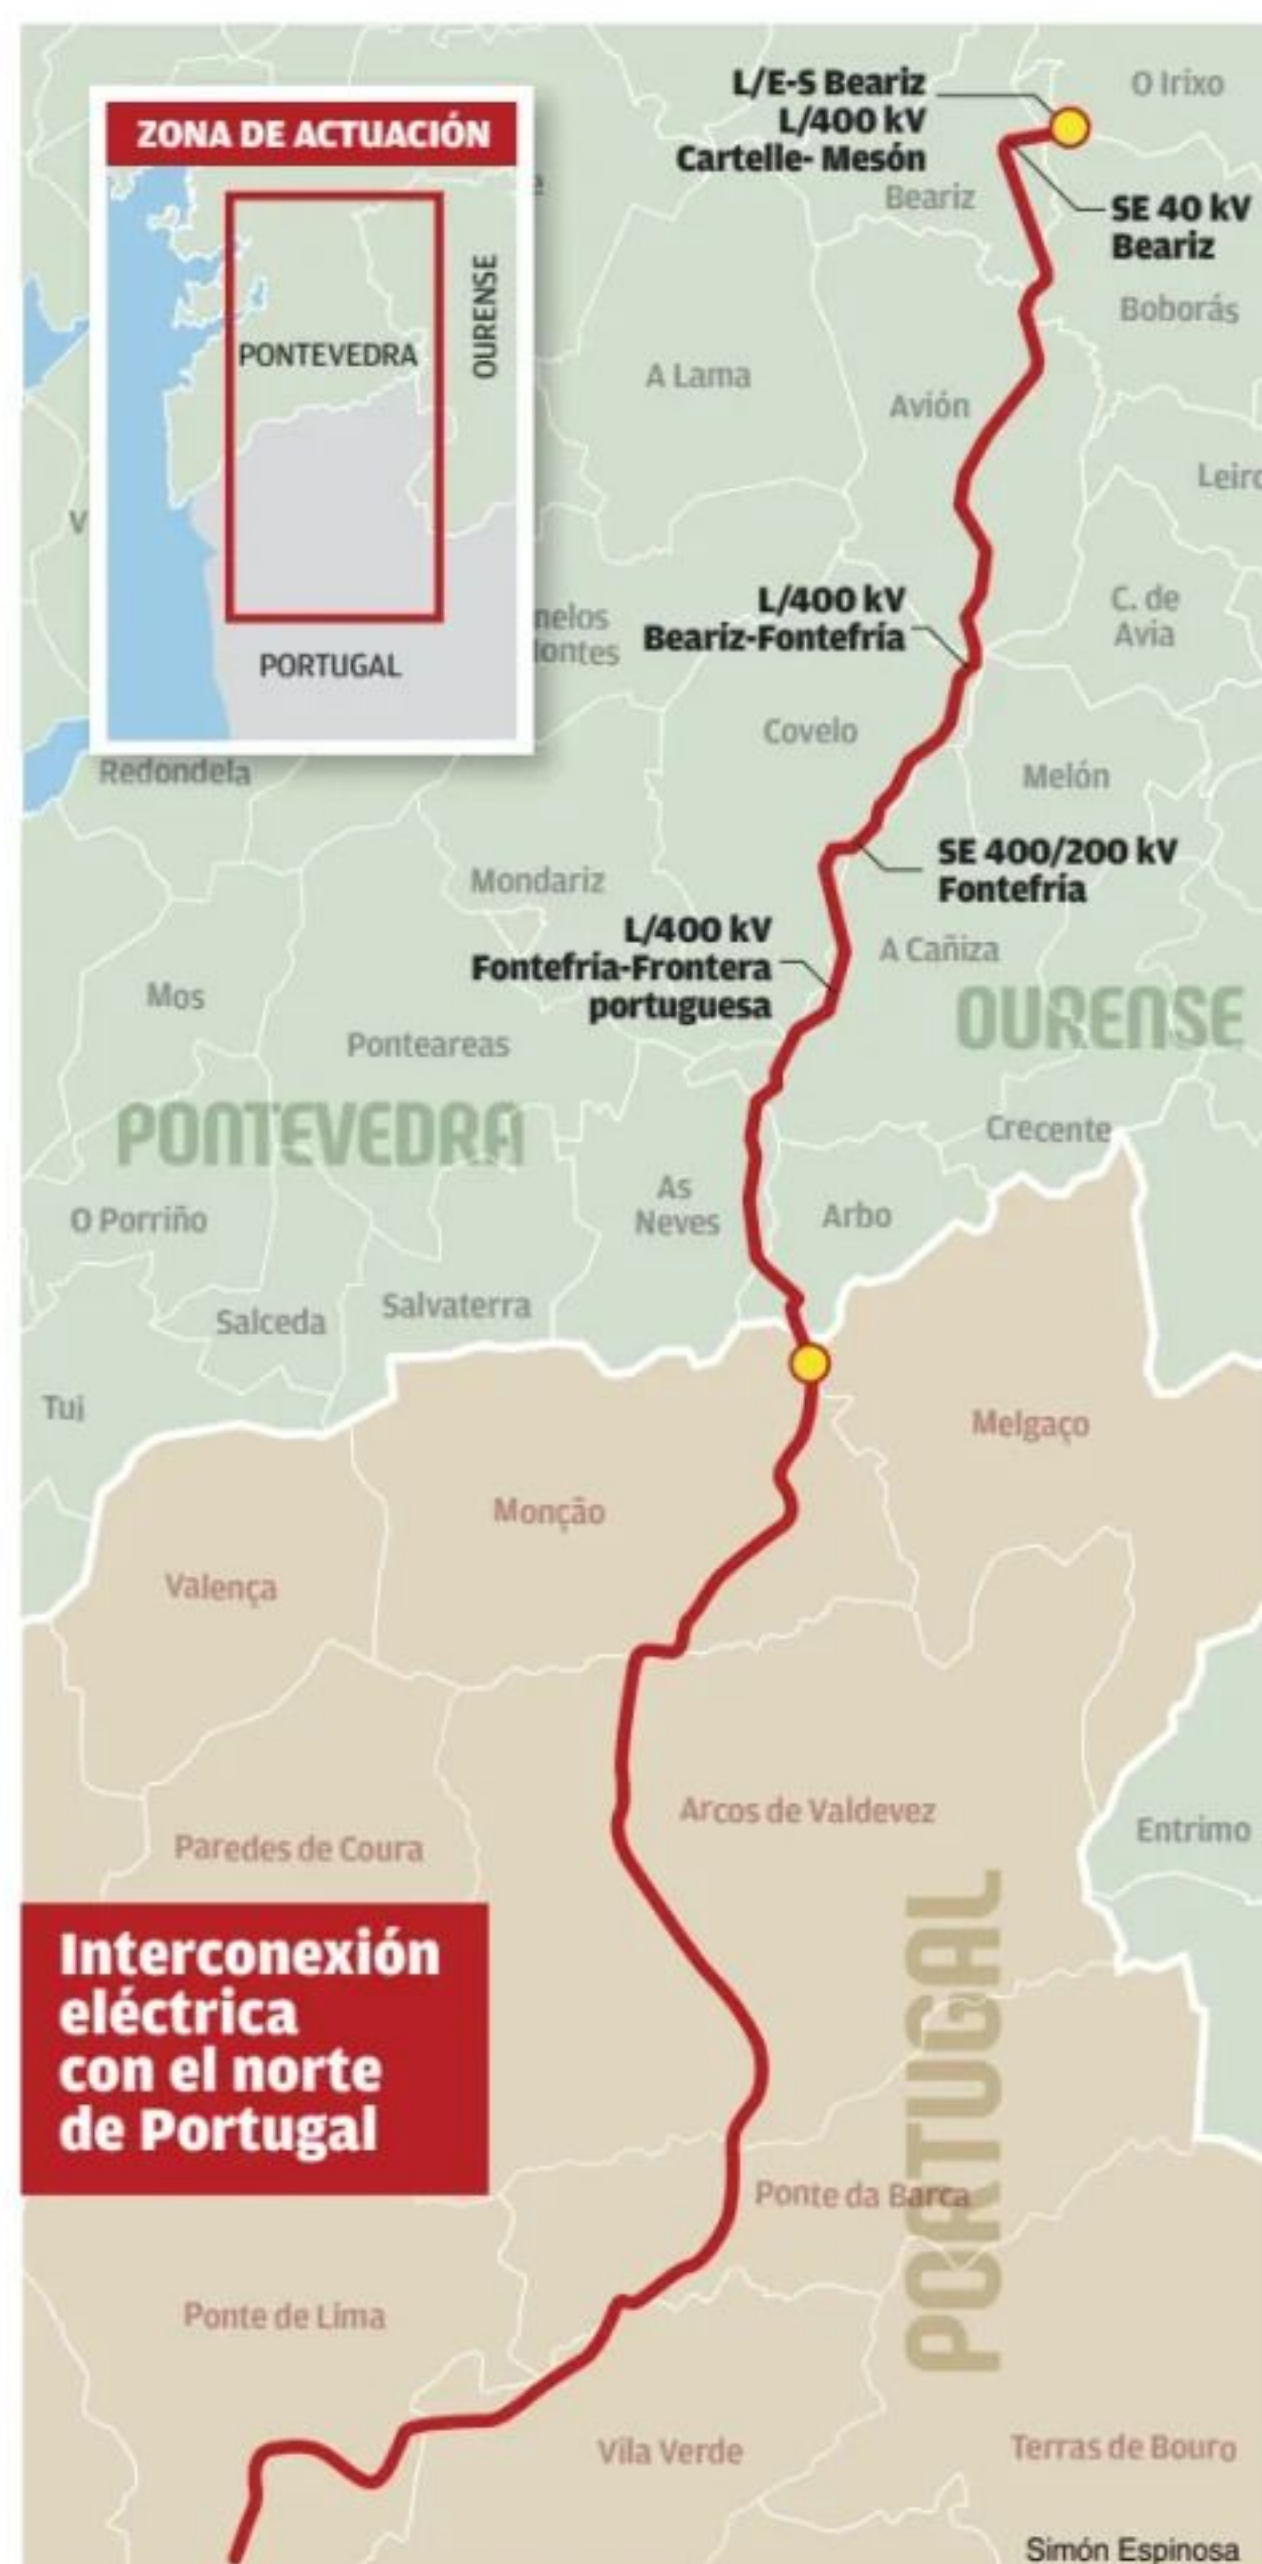 ZONA DE ACTUACIÓN
PONTEVEDRA
OURENSE
PORTUGAL
L/E-S Beariz
L/400 kV
Cartelle- Mesón
O Irixo
Beariz
SE 40 kV
Beariz
Boborás
A Lama
Avión
L/400 kV
Beariz-Fontefría
C. de
Avia
Covelo
Redondela
Melón
SE 400/200 kV
Fontefría
Mondariz
L/400 kV
Fontefría-Frontera
portuguesa
A Cañiza
Mos
OURENSE
Ponteareas
PONTEVEDRA
Crecente
As
Neves
Arbo
O Porriño
Salvaterra
Salceda
Tui
Melgaço
Monção
Valença
Arcos de Valdevez
Entrimo
Paredes de Coura
PORTUGAL
Interconexión
eléctrica
con el norte
de Portugal
Ponte da Barca
Ponte de Lima
Vila Verde
Terras de Bouro
Simón Espinosa